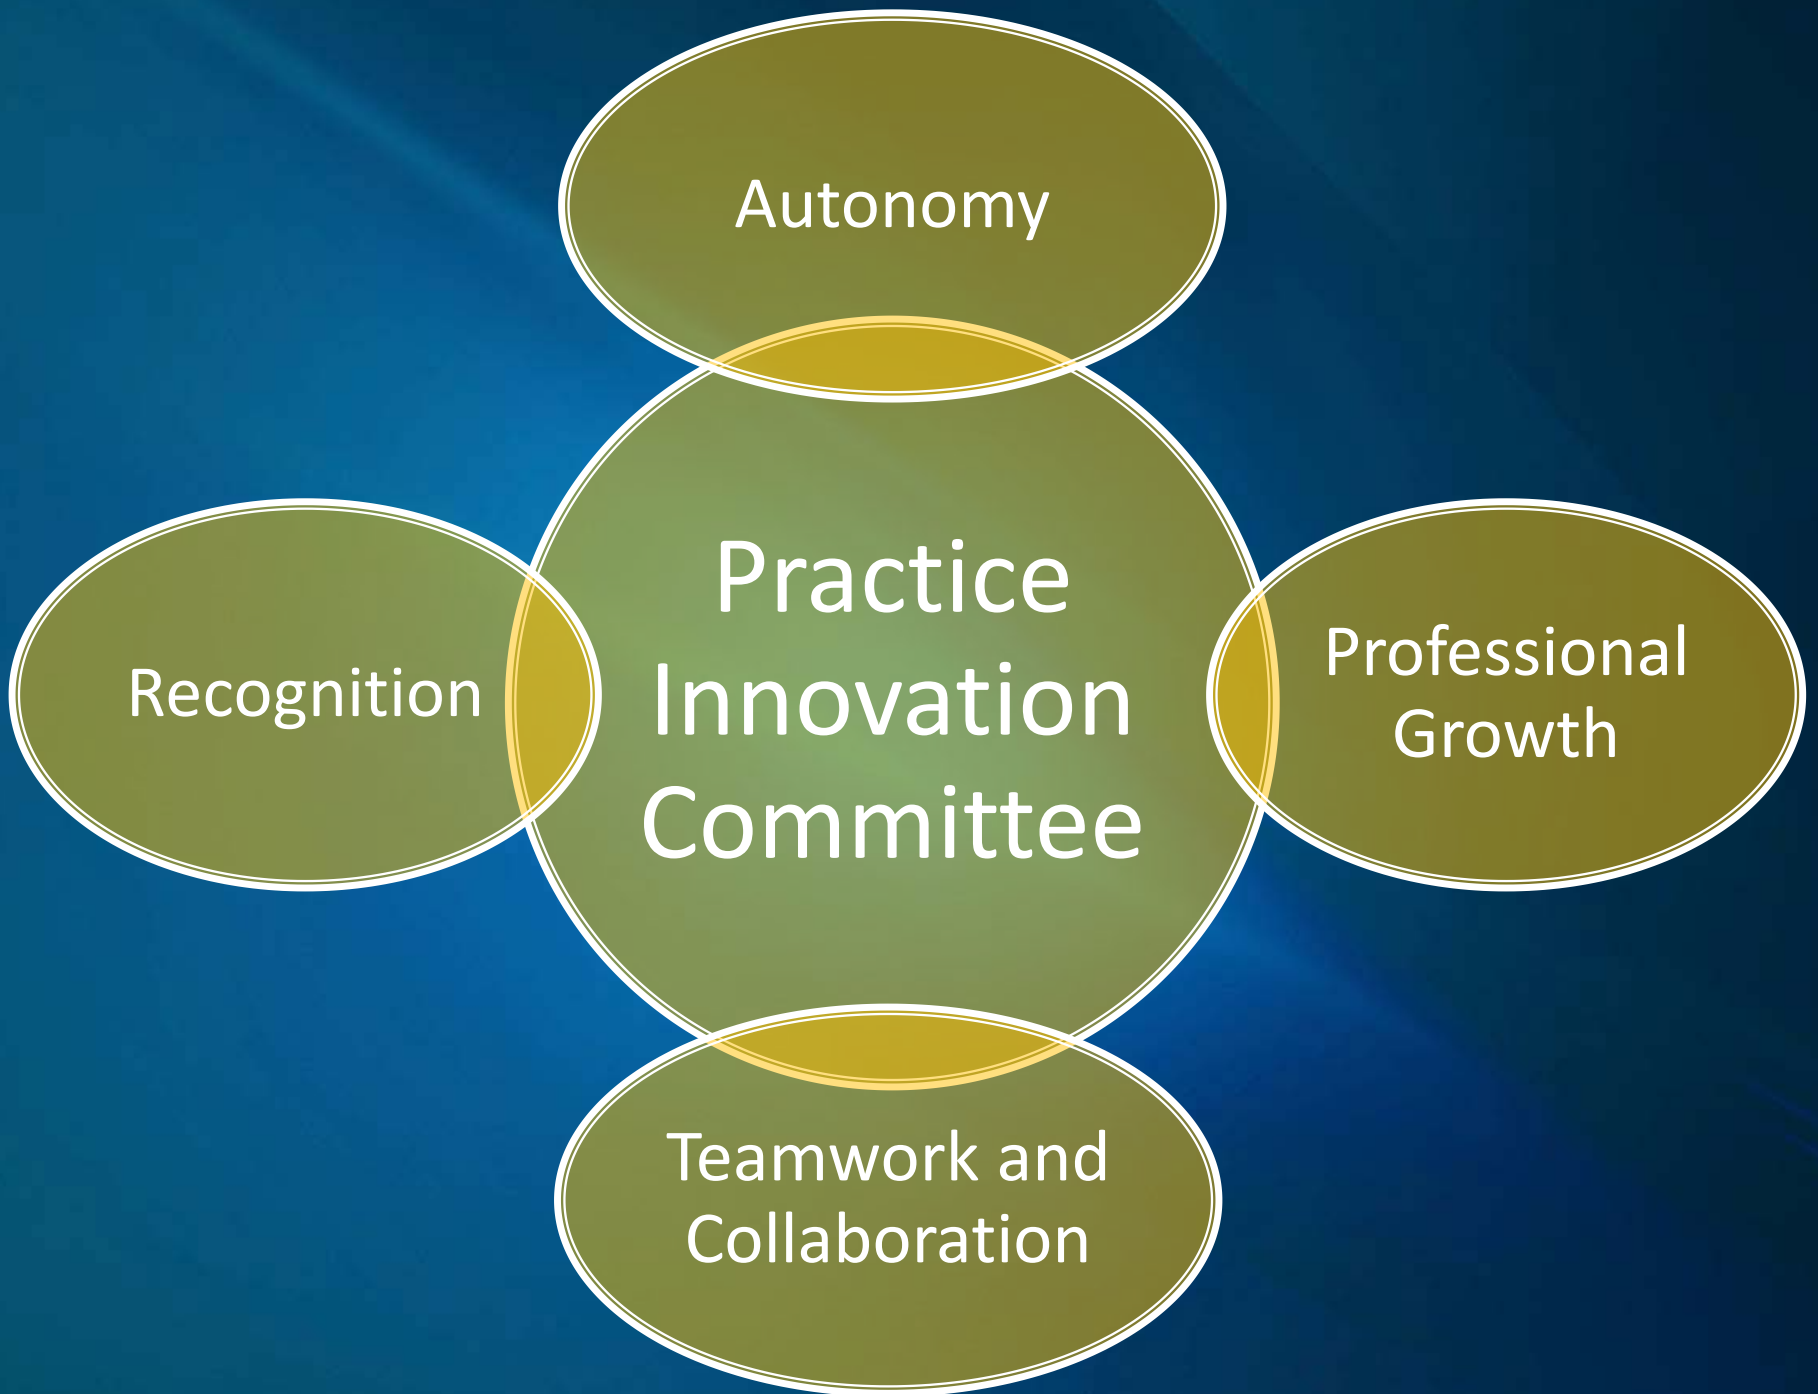 Autonomy
Practice
Innovation
Committee
Recognition
Professional
Growth
Teamwork and
Collaboration